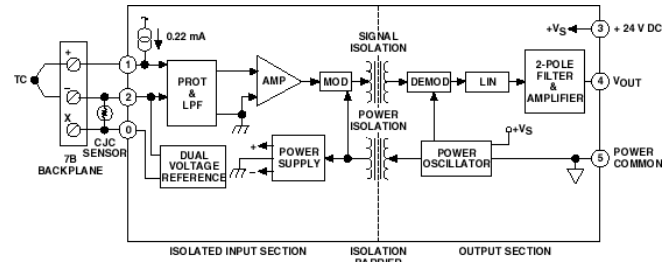 SIGNAL
ISOLATION
+VS
3
+ 24 V DC
0.22 mA
TC
+
1
PROT
&
LPF
AMP
MOD
DEMOD
LIN
2-POLE
FILTER
&
AMPLIFIER
4
VOUT
–
2
X
0
CJC
SENSOR
7B
BACKPLANE
DUAL
VOLTAGE
REFERENCE
+
–
POWER
SUPPLY
POWER
ISOLATION
POWER
OSCILLATOR
+VS
5
POWER
COMMON
ISOLATED INPUT SECTION
ISOLATION
BARRIER
OUTPUT SECTION